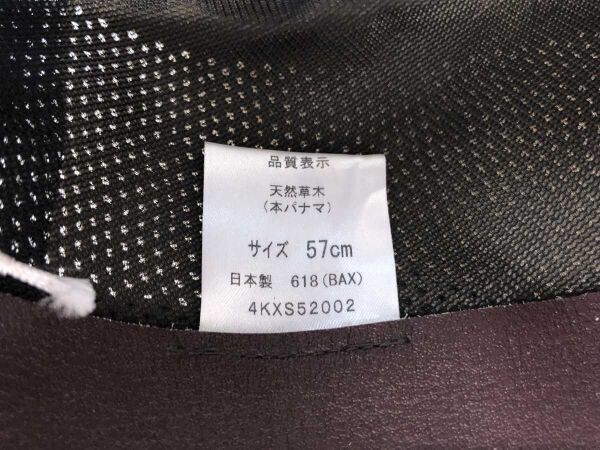 品質表示
天然草木
(本パナマ)
サイズ 57cm
日本製 618(BAX)
4KXS52002